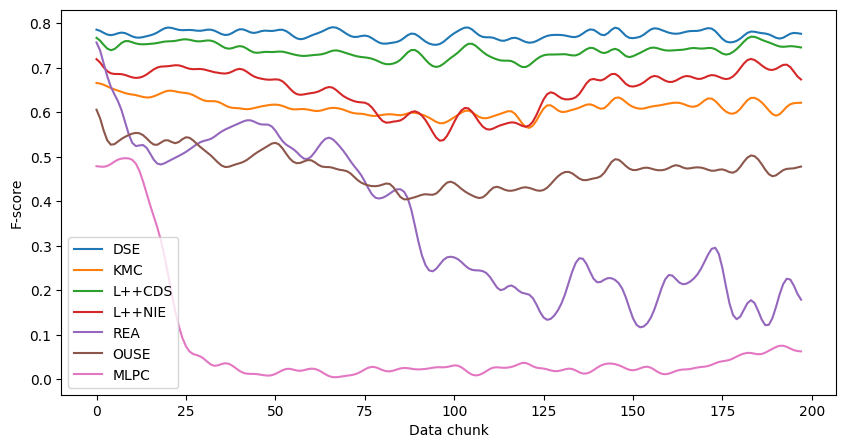 F-score
0.8
0.7
0.6
0.5
0.4
0.3
0.2
0.1
0.0
DSE
KMC
L++CDS
L++NIE
REA
OUSE
MLPC
0 25 50 75 100 125 150 175 200
Data chunk